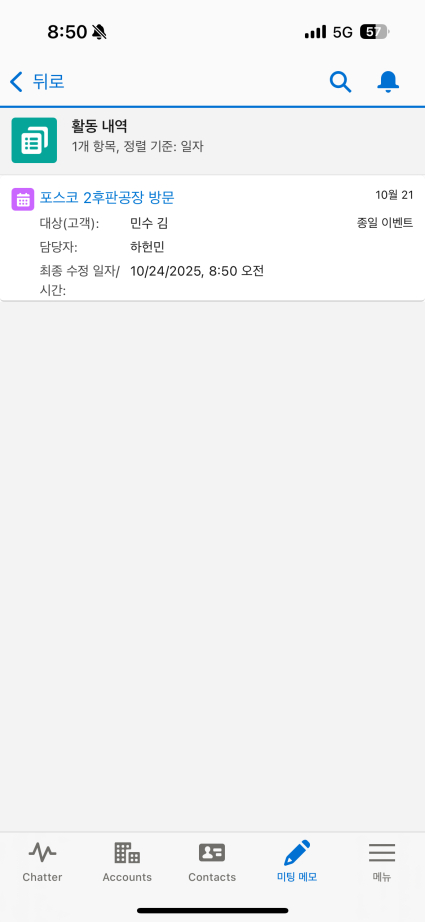 8:50
5G 57
뒤로
활동 내역
1개 항목, 정렬 기준: 일자
포스코 2후판공장 방문 10월 21
대상(고객): 민수 김 종일 이벤트
담당자: 하헌민
최종 수정 일자/ 10/24/2025, 8:50 오전
시간:
Chatter Accounts Contacts 미팅 메모 메뉴